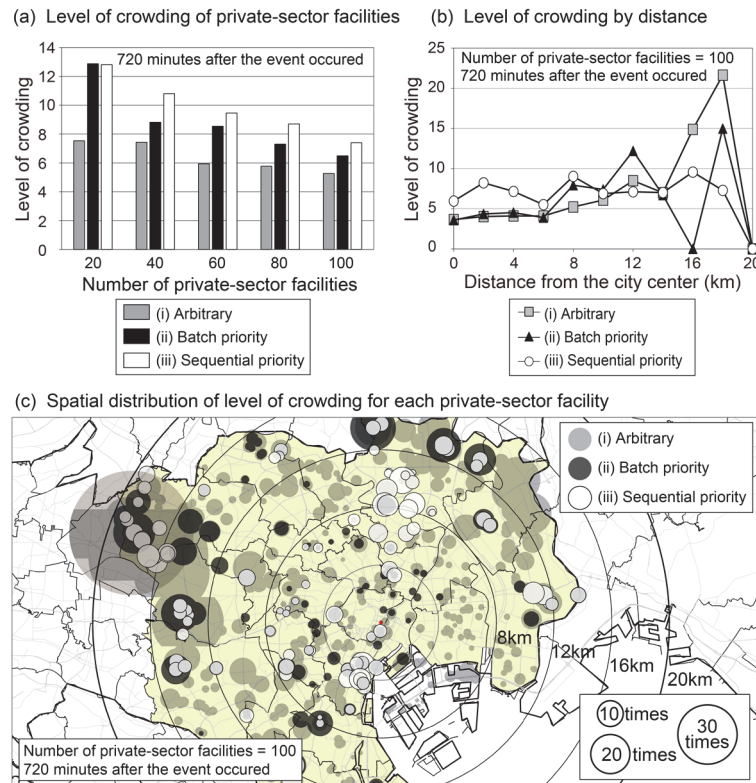 (a) Level of crowding of private-sector facilities
14
12
10
8
6
4
2
0
Level of crowding
720 minutes after the event occured
20 40 60 80 100
Number of private-sector facilities
(i) Arbitrary
(ii) Batch priority
(iii) Sequential priority
(b) Level of crowding by distance
25
20
15
10
5
0
Level of crowding
Number of private-sector facilities = 100
720 minutes after the event occured
0 4 8 12 16 20
Distance from the city center (km)
(i) Arbitrary
(ii) Batch priority
(iii) Sequential priority
(c) Spatial distribution of level of crowding for each private-sector facility
(i) Arbitrary
(ii) Batch priority
(iii) Sequential priority
8km
12km
16km
20km
10 times
20 times
30
times
Number of private-sector facilities = 100
720 minutes after the event occured